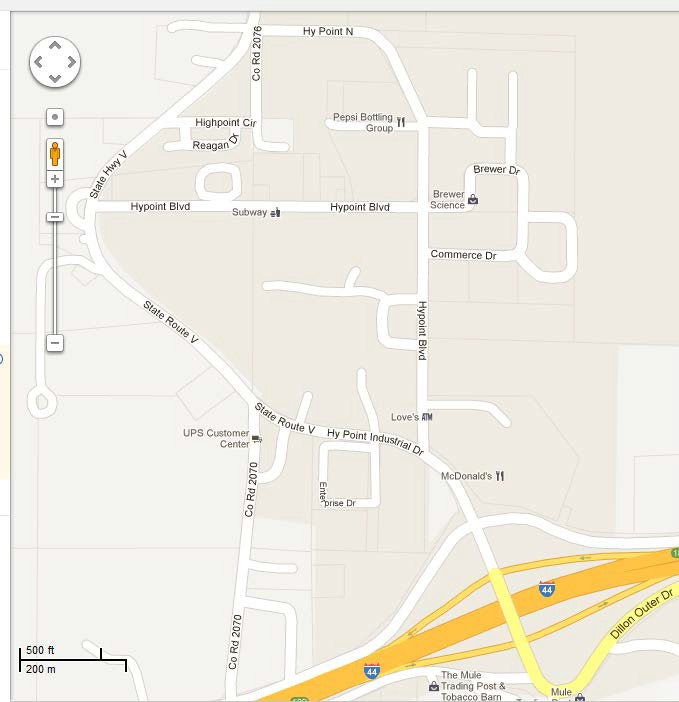 Hy Point N
Co Rd 2076
Pepsi Bottling
Group
Highpoint Cir
Reagan Dr
State Hwy V
Brewer Dr
Brewer
Science
Hypoint Blvd
Subway
Hypoint Blvd
Commerce Dr
State Route V
Hypoint Blvd
State Route V
Love's
Hy Point Industrial Dr
UPS Customer
Center
McDonald's
Co Rd 2070
Enter
prise Dr
44
Dillon Outer Dr
Co Rd 2070
500 ft
200 m
44
The Mule
Trading Post &
Tobacco Barn
Mule